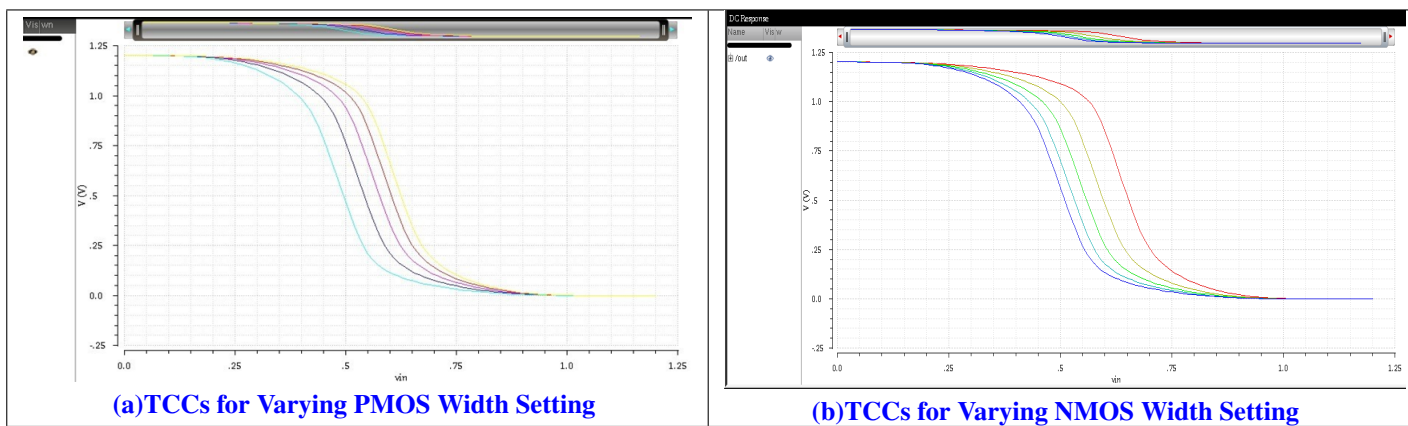 Vis wn
1.25
1.0
.75
V (V)
.5
.25
0.0
-.25
0.0 .25 .5 .75 1.0 1.25
vin
(a)TCCs for Varying PMOS Width Setting
DC Response
Name Vis w
/out
1.25
1.0
.75
V (V)
.5
.25
0.0
-.25
0.0 .25 .5 .75 1.0 1.25
vin
(b)TCCs for Varying NMOS Width Setting